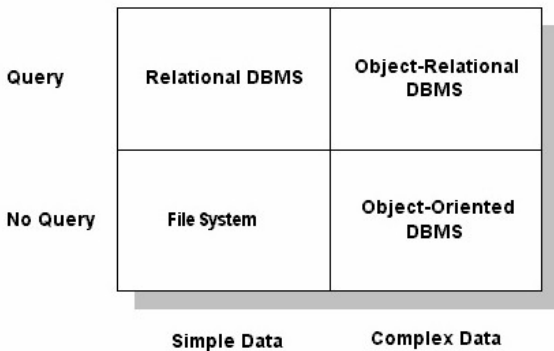 Query
Relational DBMS
Object-Relational
DBMS
No Query
File System
Object-Oriented
DBMS
Simple Data
Complex Data